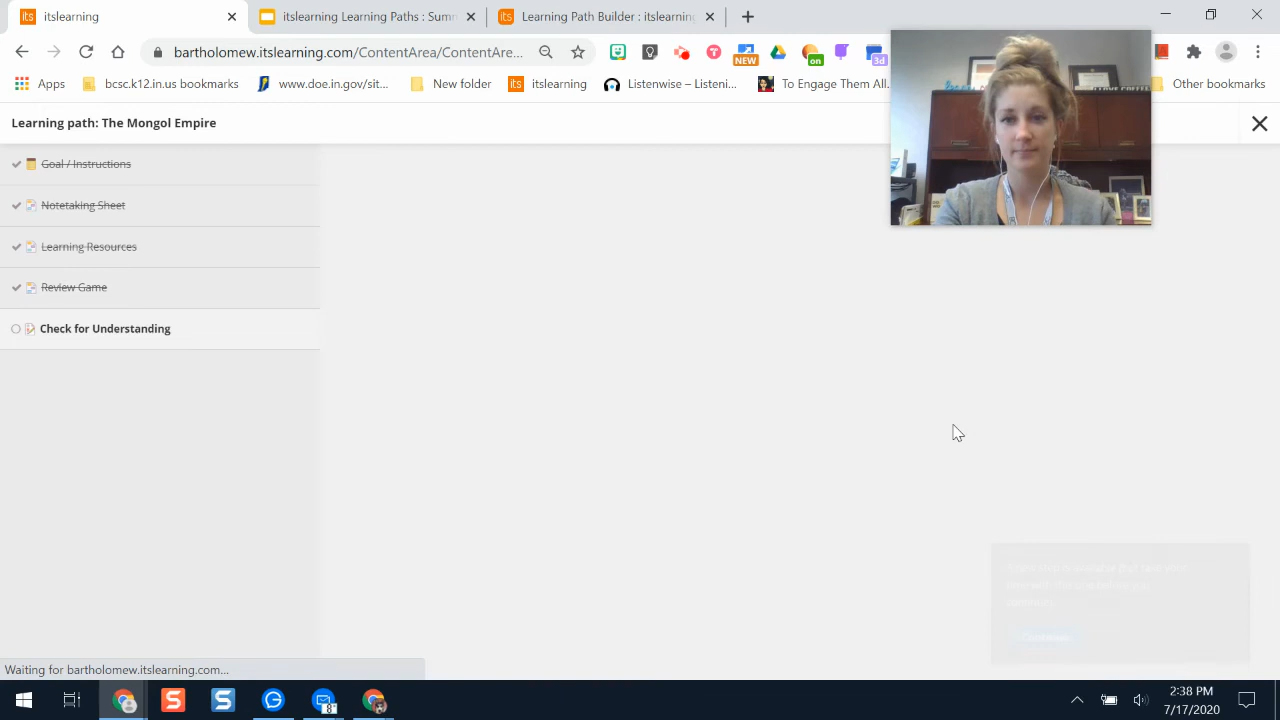 itslearning
itslearning Learning Paths : Sum
Learning Path Builder : itslearning
bartholomew.itslearning.com/ContentArea/ContentAre...
NEW
on
3d
Apps
bcsc.k12.in.us bookmarks
www.doe.in.gov/sit...
New folder
itslearning
Listenwise – Listeni...
To Engage Them All.
Other bookmarks
Learning path: The Mongol Empire
Goal / Instructions
Notetaking Sheet
Learning Resources
Review Game
Check for Understanding
Continue
Waiting for bartholomew.itslearning.com...
2:38 PM
7/17/2020